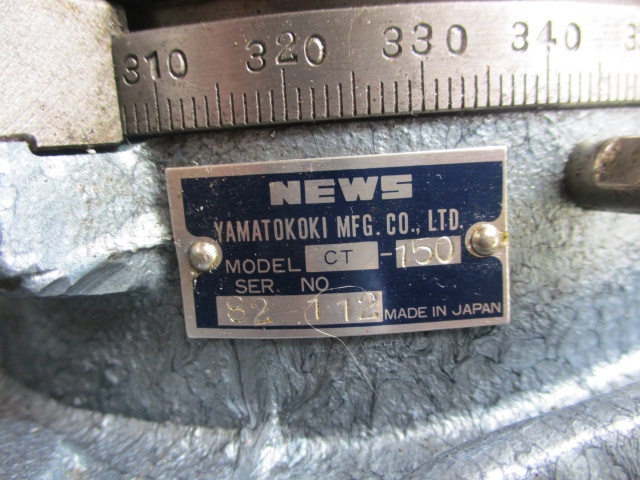 310 320 330 340
NEWS
YAMATOKOKI MFG. CO., LTD.
MODEL CT -150
SER. NO
82 112 MADE IN JAPAN